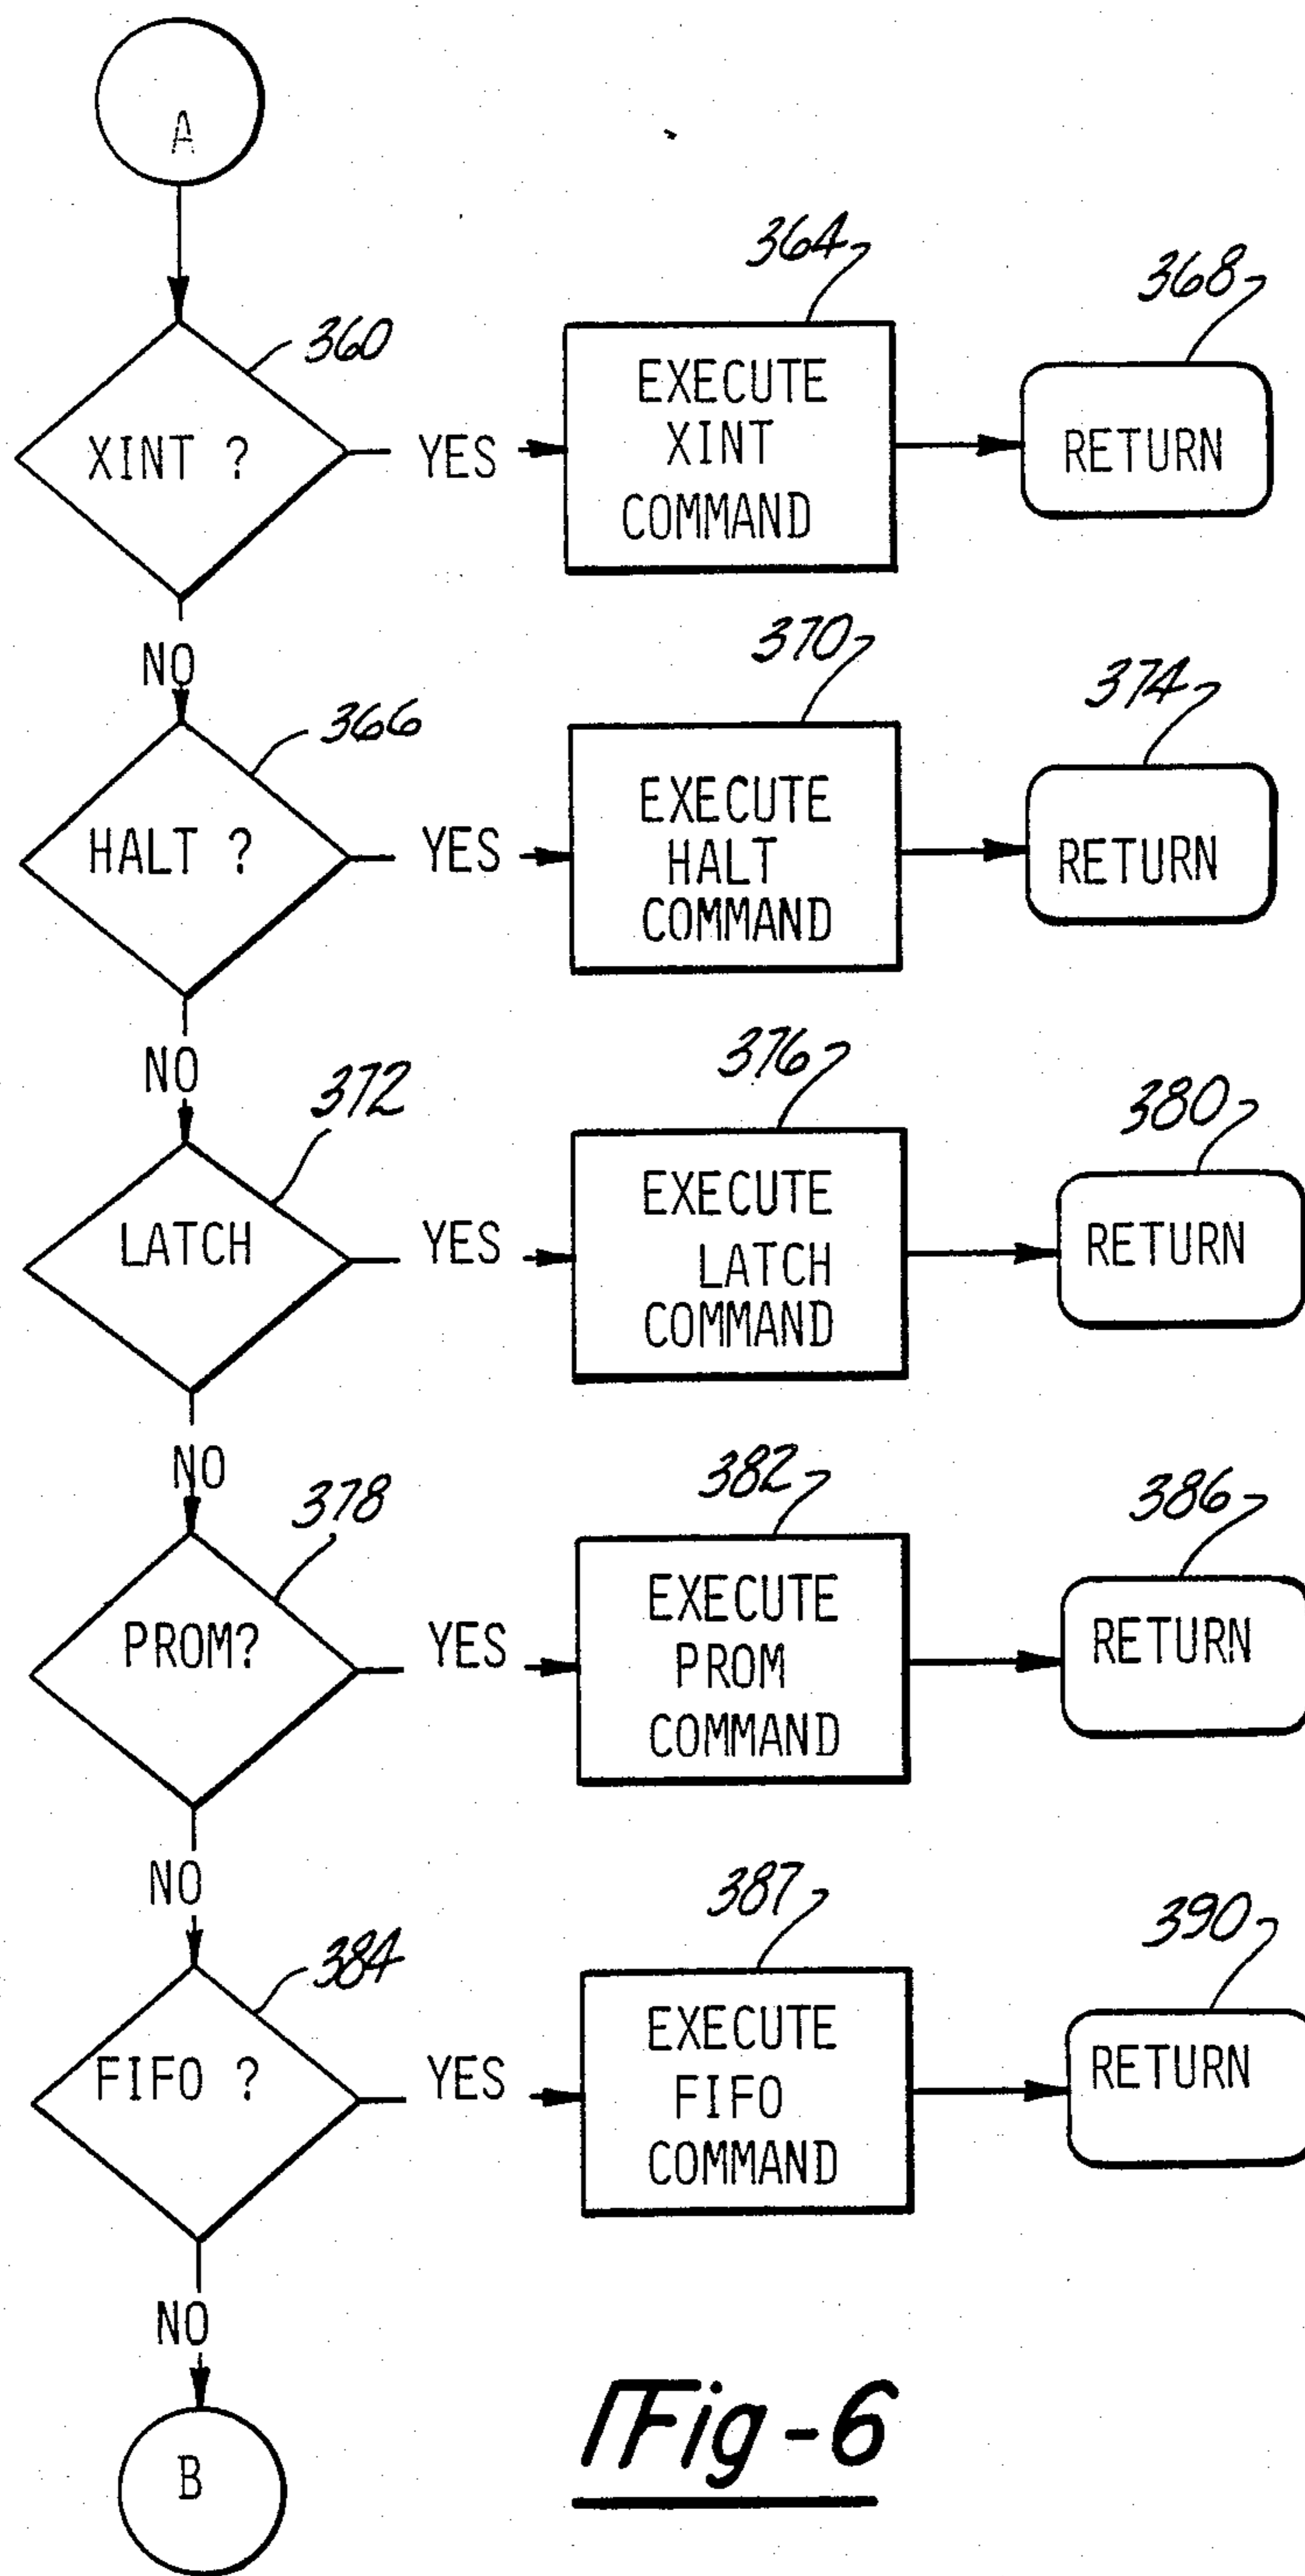 A
364
368
360
XINT ?
YES
EXECUTE
XINT
COMMAND
RETURN
NO
370
374
366
HALT ?
YES
EXECUTE
HALT
COMMAND
RETURN
NO
376
380
372
LATCH
YES
EXECUTE
LATCH
COMMAND
RETURN
NO
382
386
378
PROM?
YES
EXECUTE
PROM
COMMAND
RETURN
NO
387
390
384
FIFO ?
YES
EXECUTE
FIFO
COMMAND
RETURN
NO
B
Fig-6